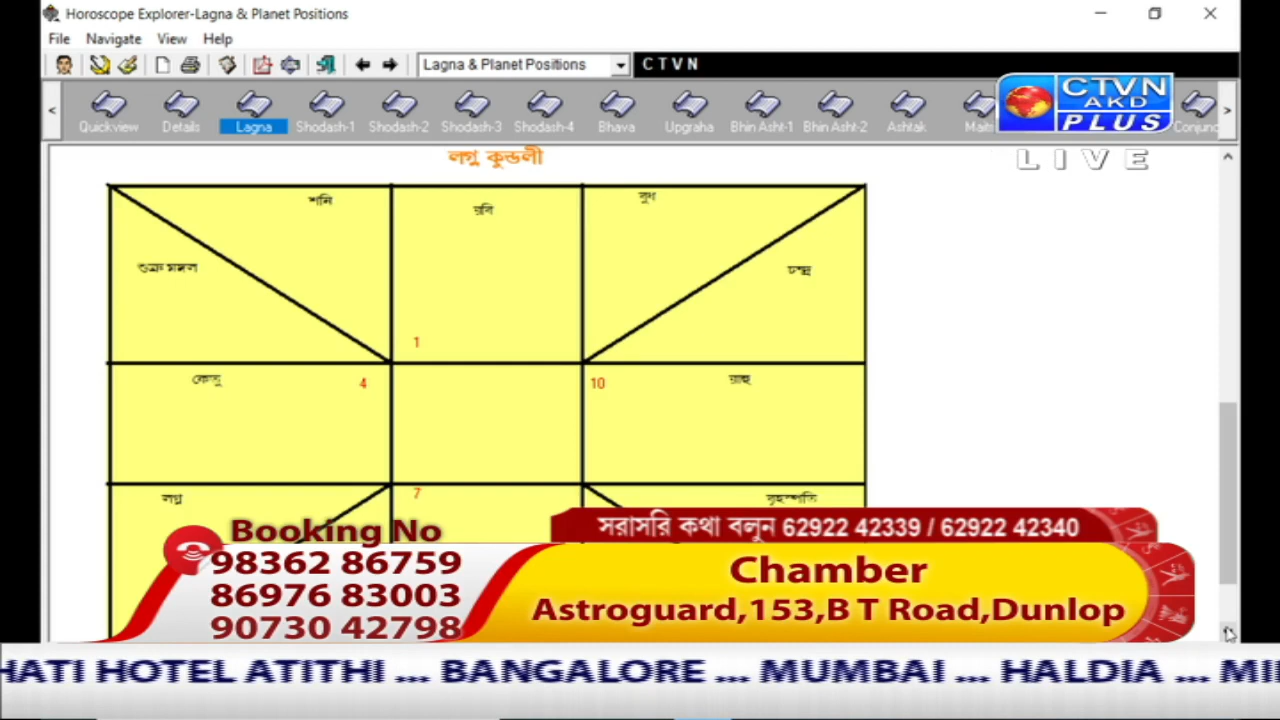 Horoscope Explorer-Lagna & Planet Positions
File Navigate View Help
Lagna & Planet Positions
CTVN
CTVN
AKD
PLUS
LIVE
Quickview Details Lagna Shodash-1 Shodash-2 Shodash-3 Shodash-4 Bhava Upgraha Bhin Asht-1 Bhin Asht-2 Ashtak Conjunc
লগ্ন কুন্ডলী
শনি রবি বুধ
শুক্র মঙ্গল চন্দ্র
1
কেতু 4 10 রাহু
লগ্ন 7 বৃহস্পতি
Booking No
98362 86759
86976 83003
90730 42798
সরাসরি কথা বলুন 62922 42339 / 62922 42340
Chamber
Astroguard,153,B T Road,Dunlop
HATI HOTEL ATITHI ... BANGALORE ... MUMBAI ... HALDIA ...